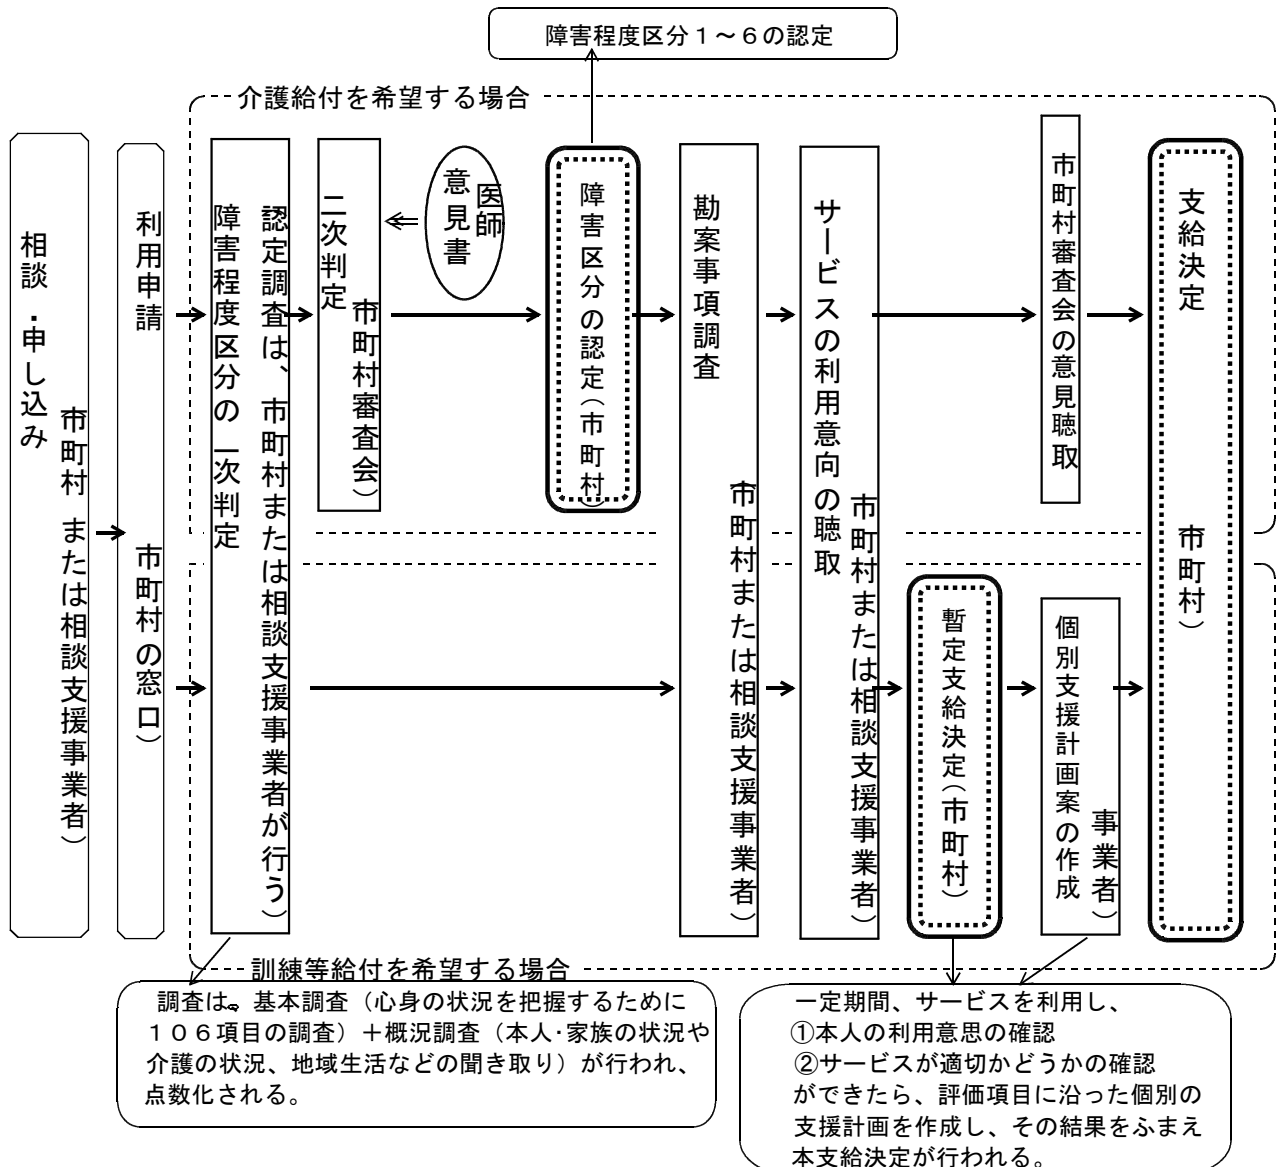 障害程度区分１～６の認定
介護給付を希望する場合
相談・申し込み
（市町村 または相談支援事業者）
利用申請
（市町村の窓口）
障害程度区分の一次判定
（認定調査は、市町村または相談支援事業者が行う）
二次判定
（市町村審査会）
医師
意見書
障害区分の認定（市町村）
勘案事項調査
（市町村または相談支援事業者）
サービスの利用意向の聴取
（市町村または相談支援事業者）
市町村審査会の意見聴取
支給決定
（市町村）
暫定支給決定（市町村）
個別支援計画案の作成
（事業者）
訓練等給付を希望する場合
調査は。基本調査（心身の状況を把握するために
１０６項目の調査）＋概況調査（本人・家族の状況や
介護の状況、地域生活などの聞き取り）が行われ、
点数化される。
一定期間、サービスを利用し、
①本人の利用意思の確認
②サービスが適切かどうかの確認
ができたら、評価項目に沿った個別の
支援計画を作成し、その結果をふまえ
本支給決定が行われる。